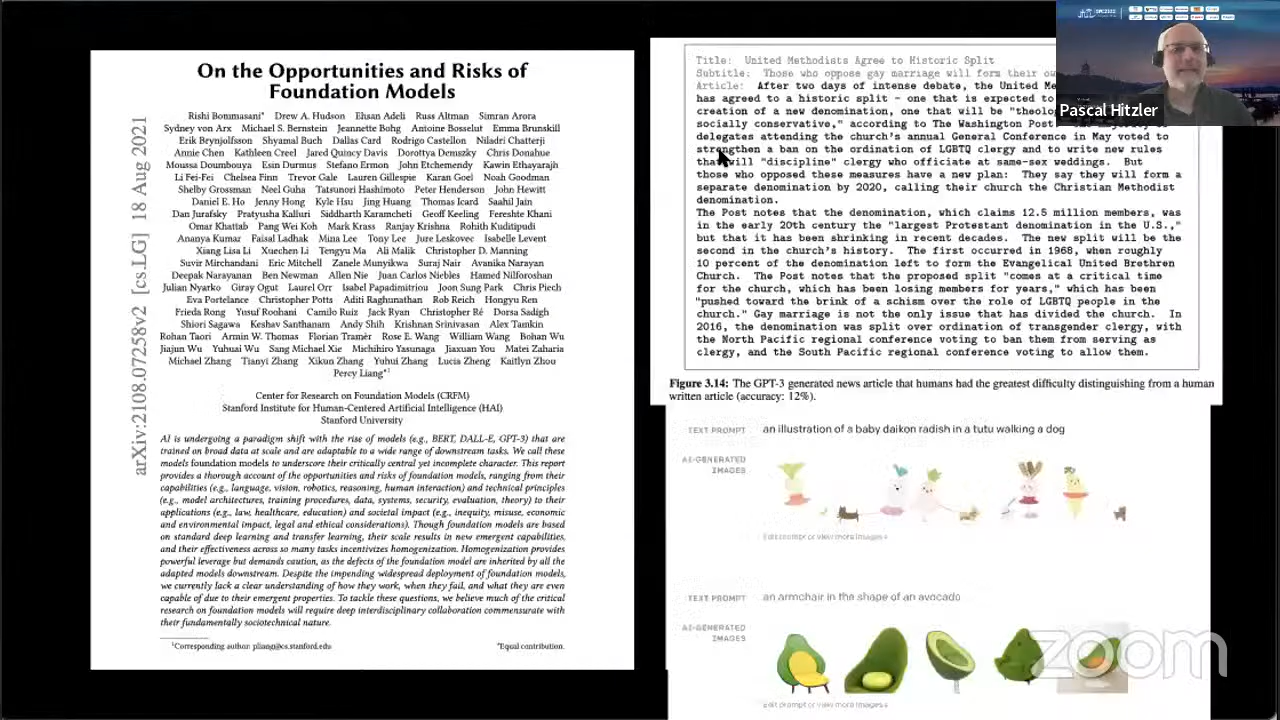 On the Opportunities and Risks of
Foundation Models
Rishi Bommasani* Drew A. Hudson Ehsan Adeli Russ Altman Simran Arora
Sydney von Arx Michael S. Bernstein Jeannette Bohg Antoine Bosselut Emma Brunskill
Erik Brynjolfsson Shyamal Buch Dallas Card Rodrigo Castellon Niladri Chatterji
Annie Chen Kathleen Creel Jared Quincy Davis Dorottya Demszky Chris Donahue
Moussa Doumbouya Esin Durmus Stefano Ermon John Etchemendy Kawin Ethayarajh
Li Fei-Fei Chelsea Finn Trevor Gale Lauren Gillespie Karan Goel Noah Goodman
Shelby Grossman Neel Guha Tatsunori Hashimoto Peter Henderson John Hewitt
Daniel E. Ho Jenny Hong Kyle Hsu Jing Huang Thomas Icard Saahil Jain
Dan Jurafsky Pratyusha Kalluri Siddharth Karamcheti Geoff Keeling Fereshte Khani
Omar Khattab Pang Wei Koh Mark Krass Ranjay Krishna Rohith Kuditipudi
Ananya Kumar Faisal Ladhak Mina Lee Tony Lee Jure Leskovec Isabelle Levent
Xiang Lisa Li Xuechen Li Tengyu Ma Ali Malik Christopher D. Manning
Suvir Mirchandani Eric Mitchell Zanele Munyikwa Suraj Nair Avanika Narayan
Deepak Narayanan Ben Newman Allen Nie Juan Carlos Niebles Hamed Nilforoshan
Julian Nyarko Giray Ogut Laurel Orr Isabel Papadimitriou Joon Sung Park Chris Piech
Eva Portelance Christopher Potts Aditi Raghunathan Rob Reich Hongyu Ren
Frieda Rong Yusuf Roohani Camilo Ruiz Jack Ryan Christopher Ré Dorsa Sadigh
Shiori Sagawa Keshav Santhanam Andy Shih Krishnan Srinivasan Alex Tamkin
Rohan Taori Armin W. Thomas Florian Tramèr Rose E. Wang William Wang Bohan Wu
Jiajun Wu Yuhuai Wu Sang Michael Xie Michihiro Yasunaga Jiaxuan You Matei Zaharia
Michael Zhang Tianyi Zhang Xikun Zhang Yuhui Zhang Lucia Zheng Kaitlyn Zhou
Percy Liang*¹
Center for Research on Foundation Models (CRFM)
Stanford Institute for Human-Centered Artificial Intelligence (HAI)
Stanford University
AI is undergoing a paradigm shift with the rise of models (e.g., BERT, DALL-E, GPT-3) that are
trained on broad data at scale and are adaptable to a wide range of downstream tasks. We call these
models foundation models to underscore their critically central yet incomplete character. This report
provides a thorough account of the opportunities and risks of foundation models, ranging from their
capabilities (e.g., language, vision, robotics, reasoning, human interaction) and technical principles
(e.g., model architectures, training procedures, data, systems, security, evaluation, theory) to their
applications (e.g., law, healthcare, education) and societal impact (e.g., inequity, misuse, economic
and environmental impact, legal and ethical considerations). Though foundation models are based
on standard deep learning and transfer learning, their scale results in new emergent capabilities,
and their effectiveness across so many tasks incentivizes homogenization. Homogenization provides
powerful leverage but demands caution, as the defects of the foundation model are inherited by all the
adapted models downstream. Despite the impending widespread deployment of foundation models,
we currently lack a clear understanding of how they work, when they fail, and what they are even
capable of due to their emergent properties. To tackle these questions, we believe much of the critical
research on foundation models will require deep interdisciplinary collaboration commensurate with
their fundamentally sociotechnical nature.
¹Corresponding author: pliang@cs.stanford.edu
*Equal contribution.
arXiv:2108.07258v2 [cs.LG] 18 Aug 2021
Title: United Methodists Agree to Historic Split
Subtitle: Those who oppose gay marriage will form their ow
Article: After two days of intense debate, the United Me
has agreed to a historic split - one that is expected to
creation of a new denomination, one that will be "theolo
socially conservative," according to The Washington Post
delegates attending the church's annual General Conference in May voted to
strengthen a ban on the ordination of LGBTQ clergy and to write new rules
that will "discipline" clergy who officiate at same-sex weddings. But
those who opposed these measures have a new plan: They say they will form a
separate denomination by 2020, calling their church the Christian Methodist
denomination.
The Post notes that the denomination, which claims 12.5 million members, was
in the early 20th century the "largest Protestant denomination in the U.S.,"
but that it has been shrinking in recent decades. The new split will be the
second in the church's history. The first occurred in 1968, when roughly
10 percent of the denomination left to form the Evangelical United Brethren
Church. The Post notes that the proposed split "comes at a critical time
for the church, which has been losing members for years," which has been
"pushed toward the brink of a schism over the role of LGBTQ people in the
church." Gay marriage is not the only issue that has divided the church. In
2016, the denomination was split over ordination of transgender clergy, with
the North Pacific regional conference voting to ban them from serving as
clergy, and the South Pacific regional conference voting to allow them.
Figure 3.14: The GPT-3 generated news article that humans had the greatest difficulty distinguishing from a human
written article (accuracy: 12%).
TEXT PROMPT an illustration of a baby daikon radish in a tutu walking a dog
AI-GENERATED
IMAGES
Edit prompt or view more images
TEXT PROMPT an armchair in the shape of an avocado
AI-GENERATED
IMAGES
Edit prompt or view more images
Pascal Hitzler
zoom